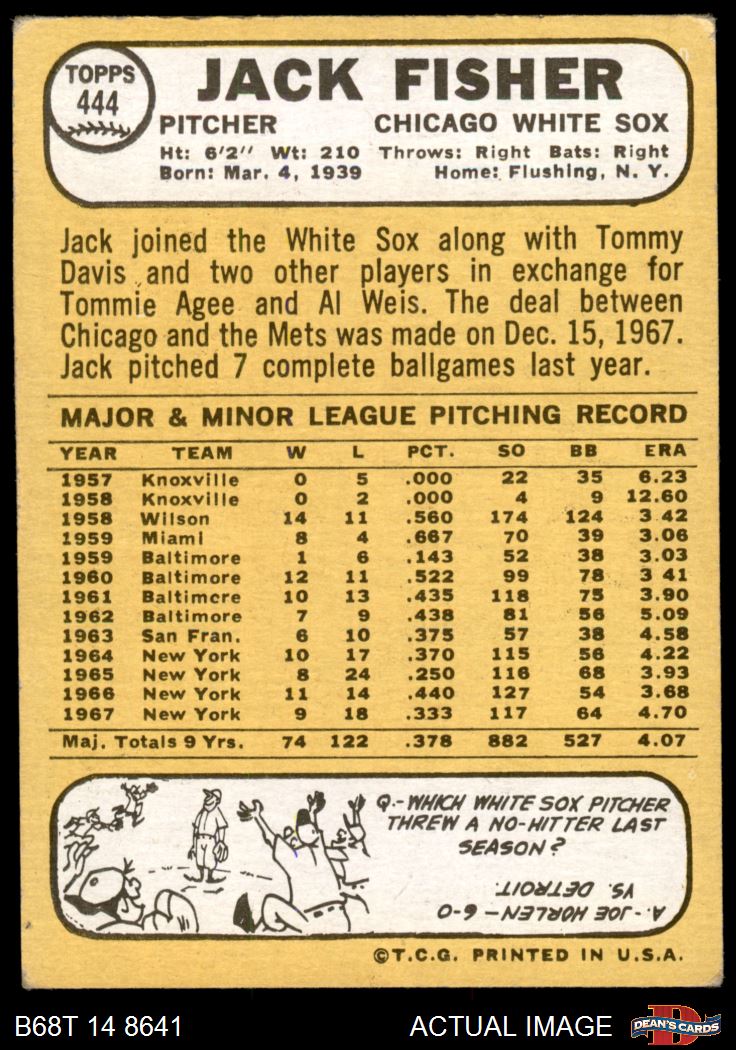 TOPPS
444
JACK FISHER
PITCHER CHICAGO WHITE SOX
Ht: 6'2'' Wt: 210 Throws: Right Bats: Right
Born: Mar. 4, 1939 Home: Flushing, N. Y.
Jack joined the White Sox along with Tommy
Davis and two other players in exchange for
Tommie Agee and Al Weis. The deal between
Chicago and the Mets was made on Dec. 15, 1967.
Jack pitched 7 complete ballgames last year.
MAJOR & MINOR LEAGUE PITCHING RECORD
YEAR TEAM W L PCT. SO BB ERA
1957 Knoxville 0 5 .000 22 35 6.23
1958 Knoxville 0 2 .000 4 9 12.60
1958 Wilson 14 11 .560 174 124 3 42
1959 Miami 8 4 .667 70 39 3.06
1959 Baltimore 1 6 .143 52 38 3.03
1960 Baltimore 12 11 .522 99 78 3 41
1961 Baltimore 10 13 .435 118 75 3.90
1962 Baltimore 7 9 .438 81 56 5.09
1963 San Fran. 6 10 .375 57 38 4.58
1964 New York 10 17 .370 115 56 4.22
1965 New York 8 24 .250 116 68 3.93
1966 New York 11 14 .440 127 54 3.68
1967 New York 9 18 .333 117 64 4.70
Maj. Totals 9 Yrs. 74 122 .378 882 527 4.07
Q.- WHICH WHITE SOX PITCHER
THREW A NO-HITTER LAST
SEASON?
A.- JOE HORLEN - 6-0
VS. DETROIT.
©T.C.G. PRINTED IN U.S.A.
B68T 14 8641 ACTUAL IMAGE
D
DEAN'S CARDS